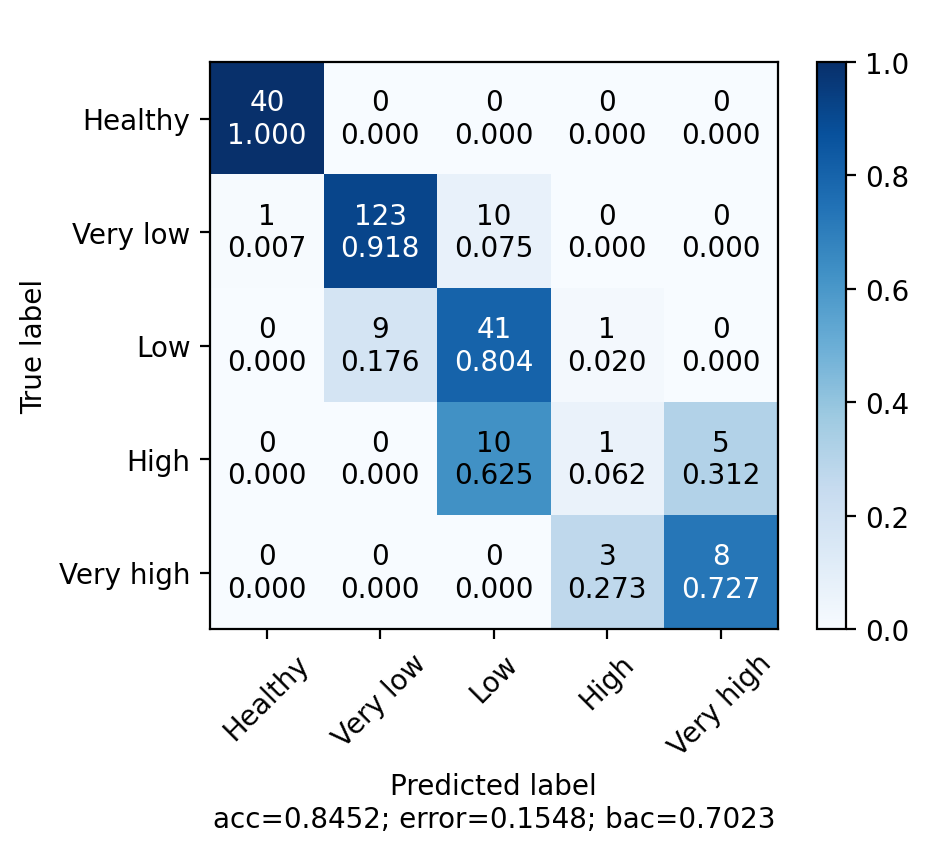 1.0
40 0 0 0 0
Healthy
1.000 0.000 0.000 0.000 0.000
0.8
1 123 10 0 0
Very low
0.007 0.918 0.075 0.000 0.000
0.6
0 9 41 1 0
True label
Low
0.000 0.176 0.804 0.020 0.000
0.4
0 0 10 1 5
High
0.000 0.000 0.625 0.062 0.312
0.2
0 0 0 3 8
Very high
0.000 0.000 0.000 0.273 0.727
0.0
Healthy
Very low
Low
High
Very high
Predicted label
acc=0.8452; error=0.1548; bac=0.7023